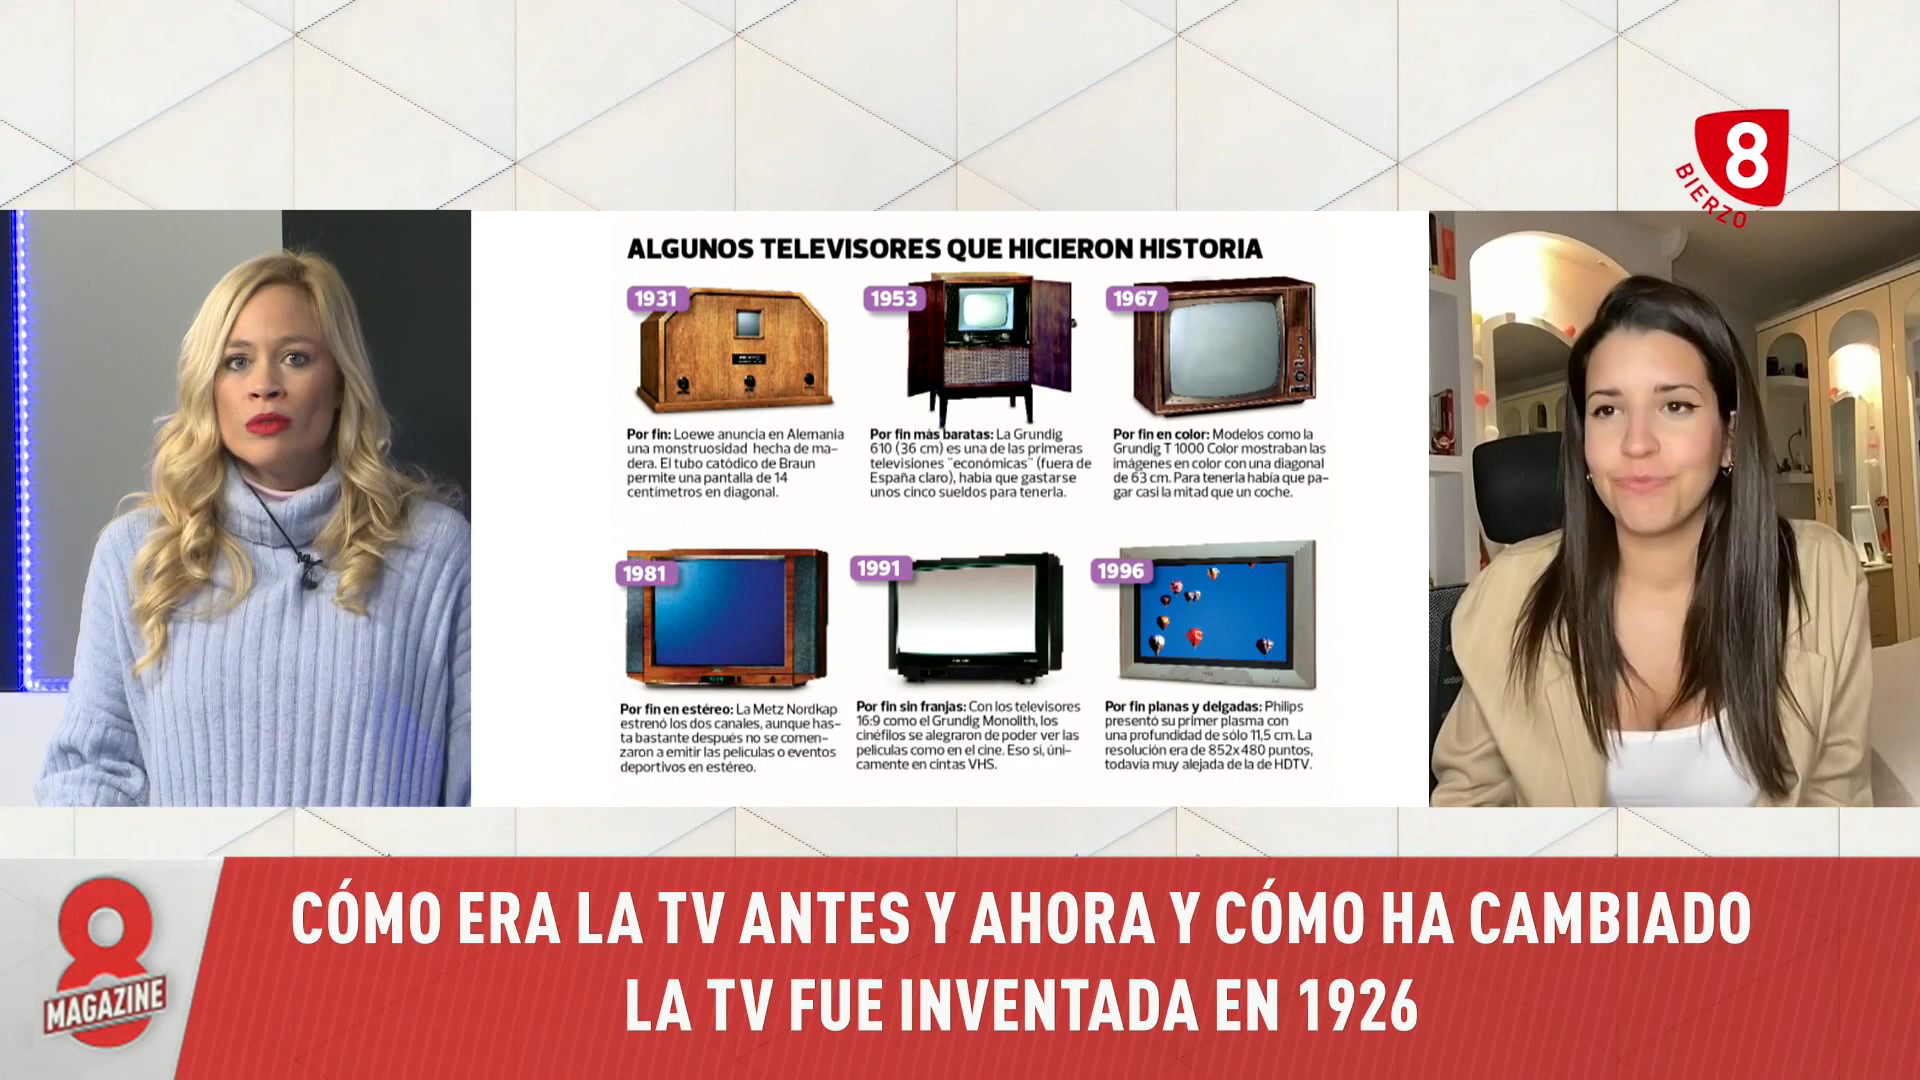 8
BIERZO
ALGUNOS TELEVISORES QUE HICIERON HISTORIA
1931
Por fin: Loewe anuncia en Alemania
una monstruosidad hecha de ma-
dera. El tubo catódico de Braun
permite una pantalla de 14
centímetros en diagonal.
1953
Por fin más baratas: La Grundig
610 (36 cm) es una de las primeras
televisiones "económicas" (fuera de
España claro), había que gastarse
unos cinco sueldos para tenerla.
1967
Por fin en color: Modelos como la
Grundig T 1000 Color mostraban las
imágenes en color con una diagonal
de 63 cm. Para tenerla había que pa-
gar casi la mitad que un coche.
1981
Por fin en estéreo: La Metz Nordkap
estrenó los dos canales, aunque has-
ta bastante después no se comen-
zaron a emitir las películas o eventos
deportivos en estéreo.
1991
Por fin sin franjas: Con los televisores
16:9 como el Grundig Monolith, los
cinéfilos se alegraron de poder ver las
películas como en el cine. Eso sí, úni-
camente en cintas VHS.
1996
Por fin planas y delgadas: Philips
presentó su primer plasma con
una profundidad de sólo 11,5 cm. La
resolución era de 852x480 puntos,
todavía muy alejada de la de HDTV.
8
MAGAZINE
CÓMO ERA LA TV ANTES Y AHORA Y CÓMO HA CAMBIADO
LA TV FUE INVENTADA EN 1926